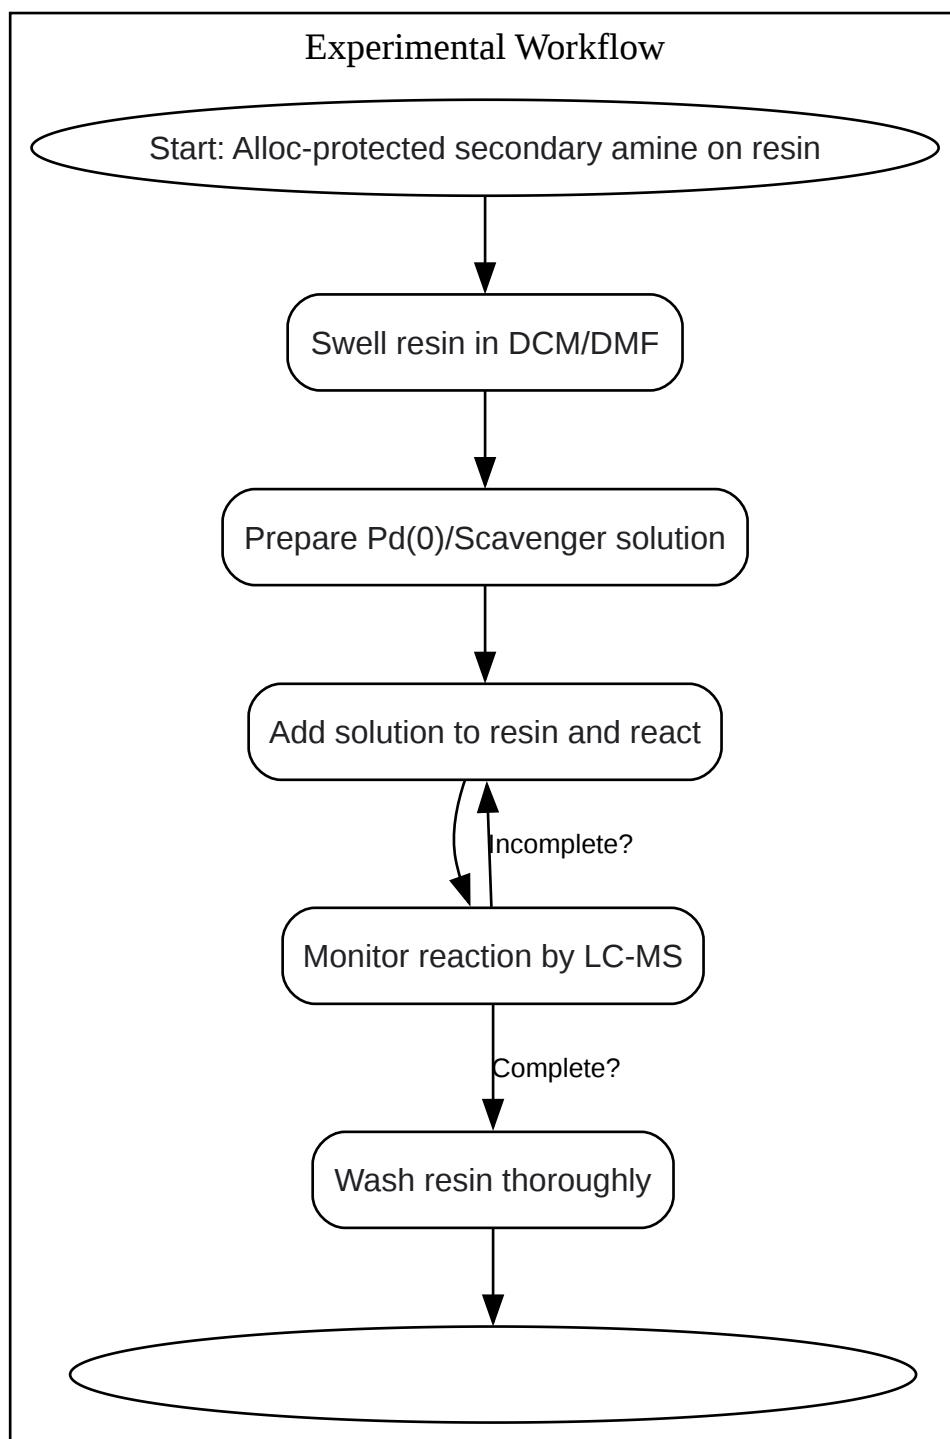 Experimental Workflow
Start: Alloc-protected secondary amine on resin
Swell resin in DCM/DMF
Prepare Pd(0)/Scavenger solution
Add solution to resin and react
Incomplete?
Monitor reaction by LC-MS
Complete?
Wash resin thoroughly